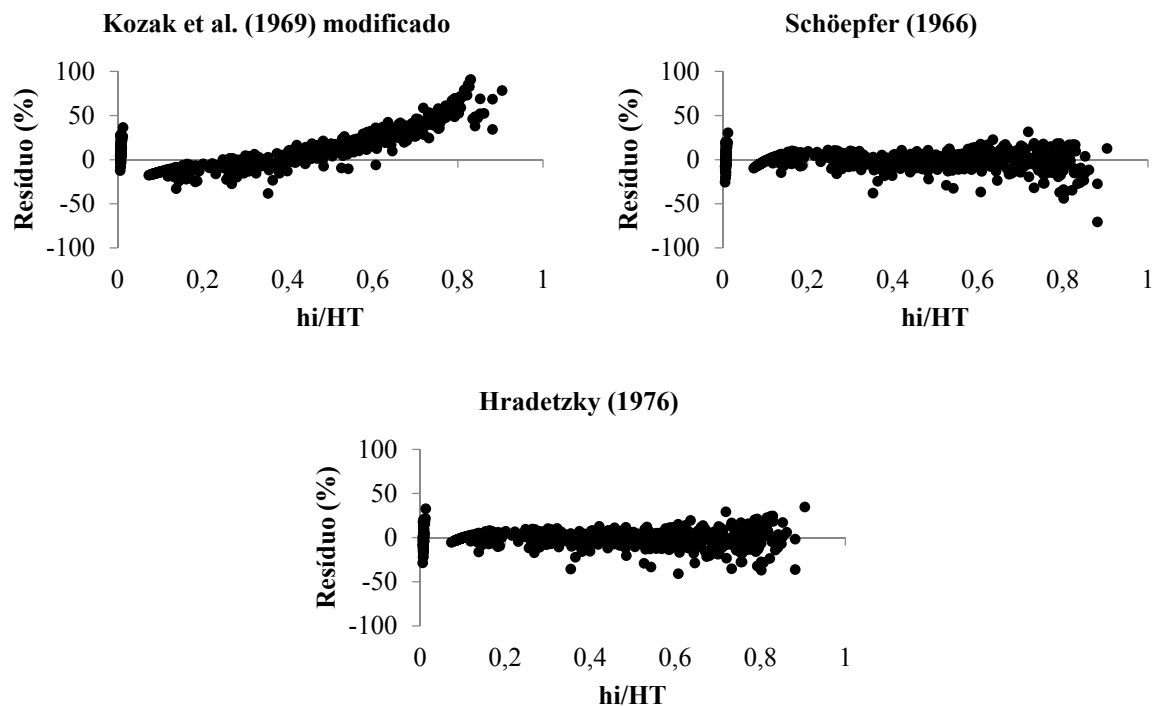 Kozak et al. (1969) modificado
Resíduo (%)
100
50
0
-50
-100
0 0,2 0,4 0,6 0,8 1
hi/HT
Schöepfer (1966)
Resíduo (%)
100
50
0
-50
-100
0 0,2 0,4 0,6 0,8 1
hi/HT
Hradetzky (1976)
Resíduo (%)
100
50
0
-50
-100
0 0,2 0,4 0,6 0,8 1
hi/HT